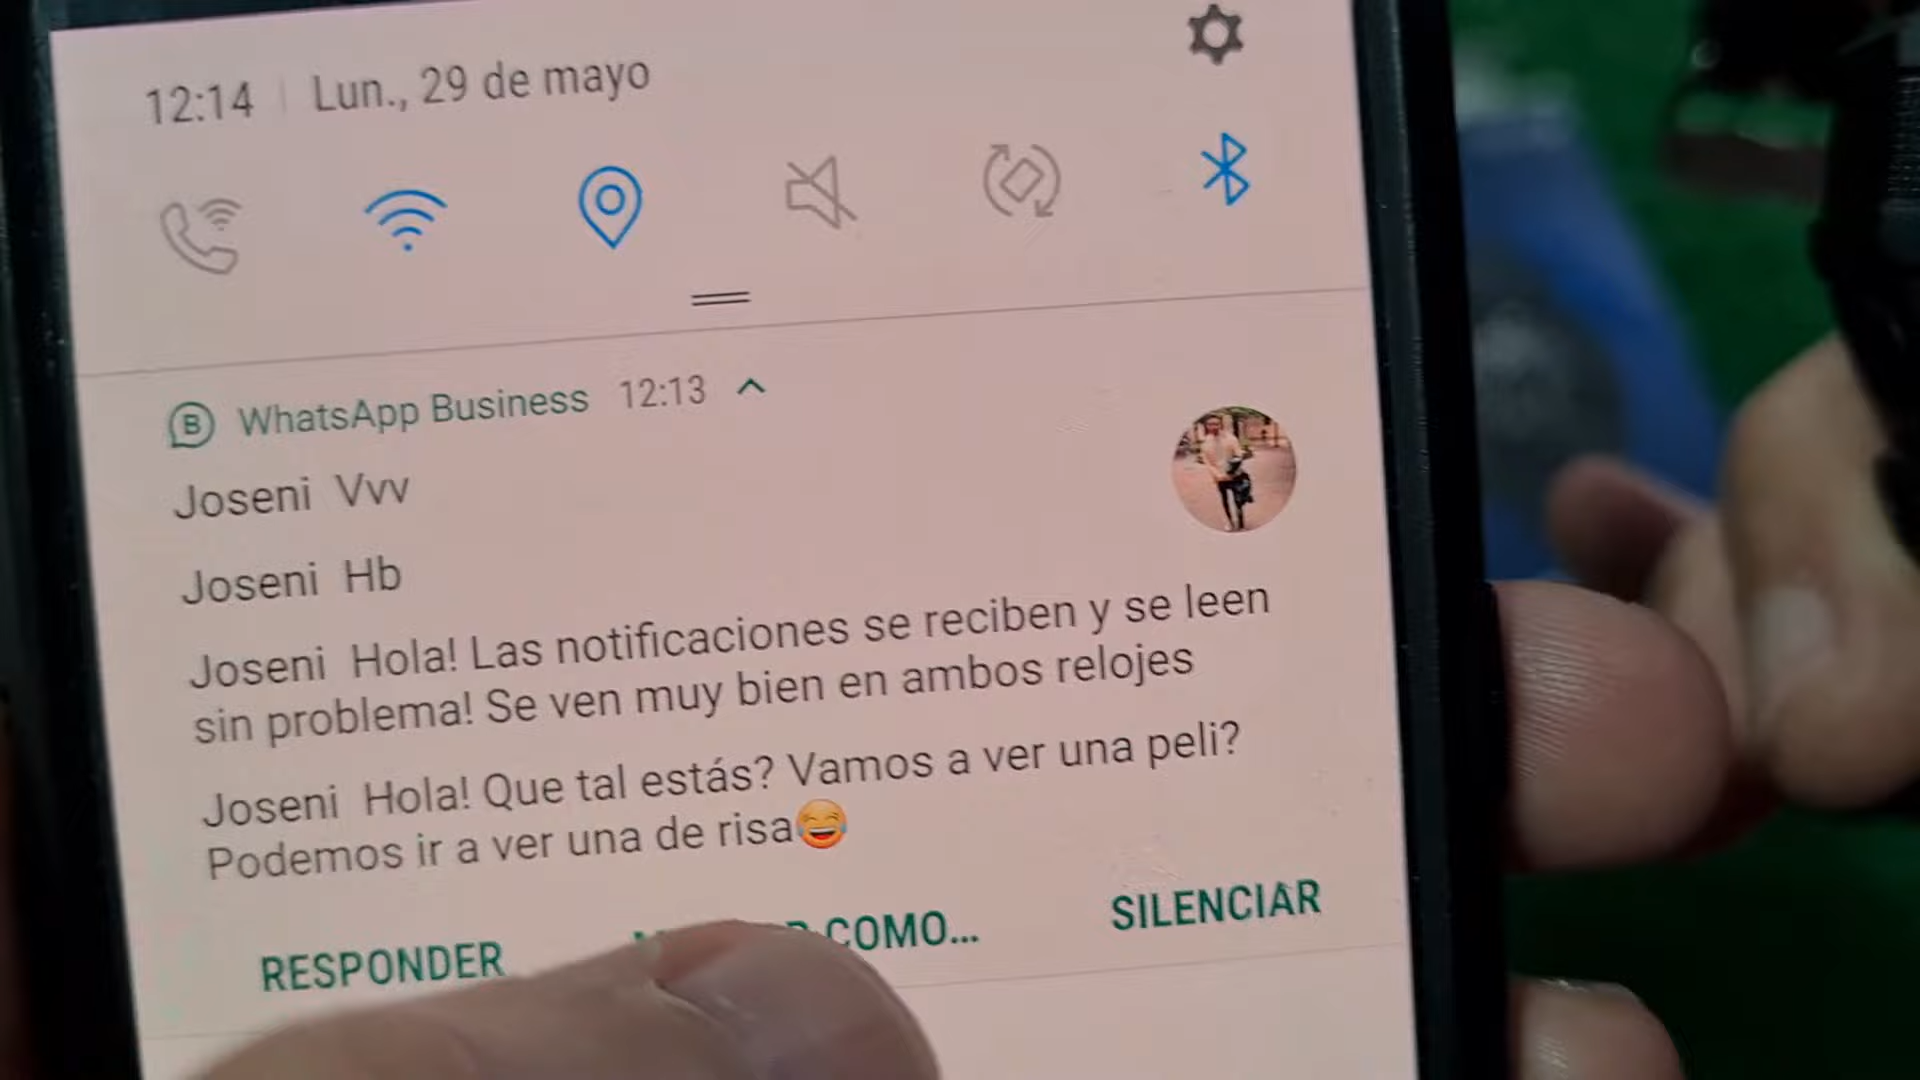 12:14 Lun., 29 de mayo
WhatsApp Business 12:13
Joseni Vvv
Joseni Hb
Joseni Hola! Las notificaciones se reciben y se leen
sin problema! Se ven muy bien en ambos relojes
Joseni Hola! Que tal estás? Vamos a ver una peli?
Podemos ir a ver una de risa😂
RESPONDER COMO... SILENCIAR